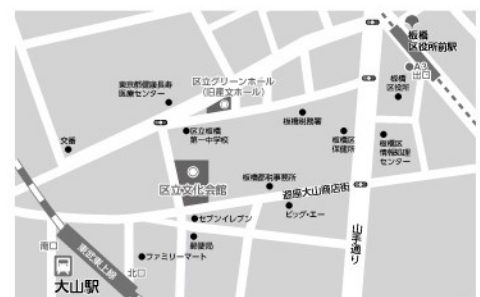 板橋
区役所前駅
A3
出口
板橋
区役所
区立グリーンホール
(旧産文ホール)
東京都健康長寿
医療センター
板橋税務署
板橋区
保健所
板橋区
情報処理
センター
区立板橋
第一中学校
交番
区立文化会館
板橋都税事務所
遊座大山商店街
ビッグ・エー
セブンイレブン
郵便局
ファミリーマート
山手通り
南口
北口
東武東上線
大山駅